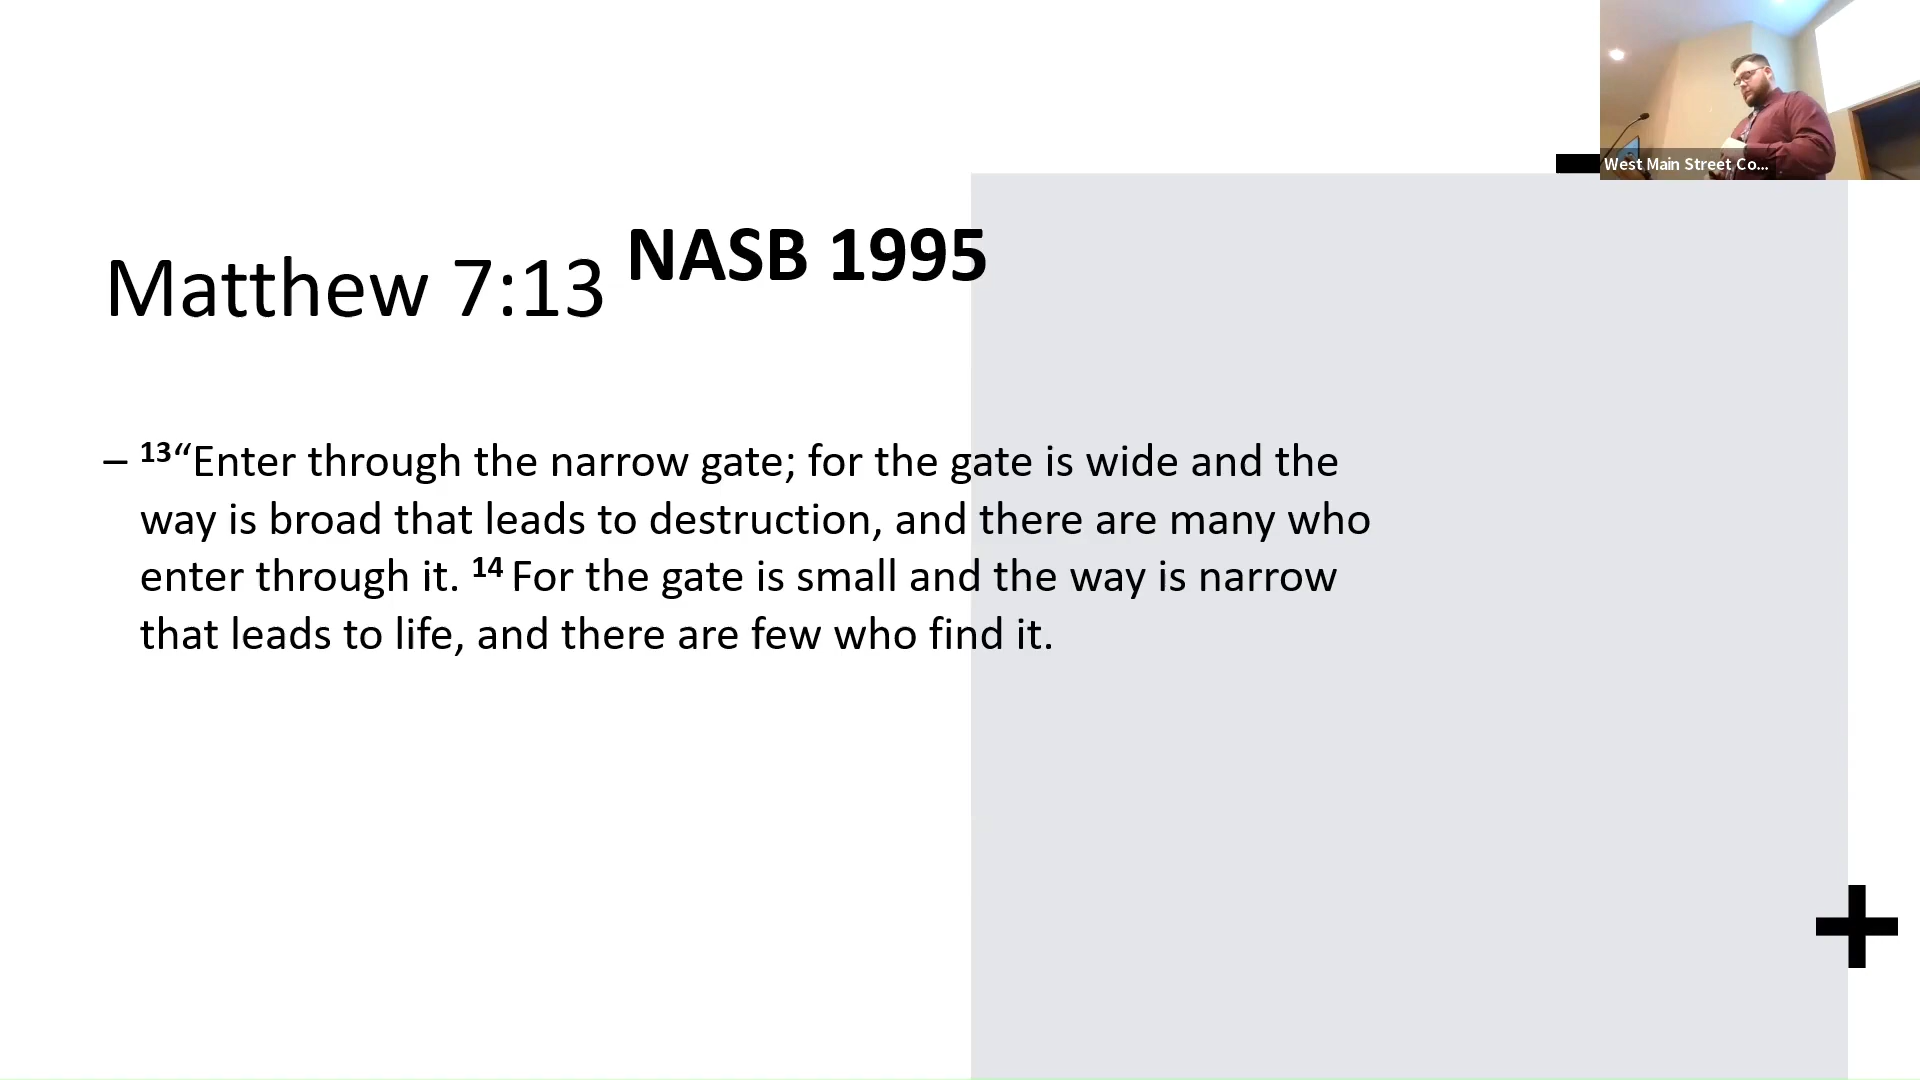 West Main Street Co...
Matthew 7:13 NASB 1995
– 13“Enter through the narrow gate; for the gate is wide and the
way is broad that leads to destruction, and there are many who
enter through it. 14 For the gate is small and the way is narrow
that leads to life, and there are few who find it.